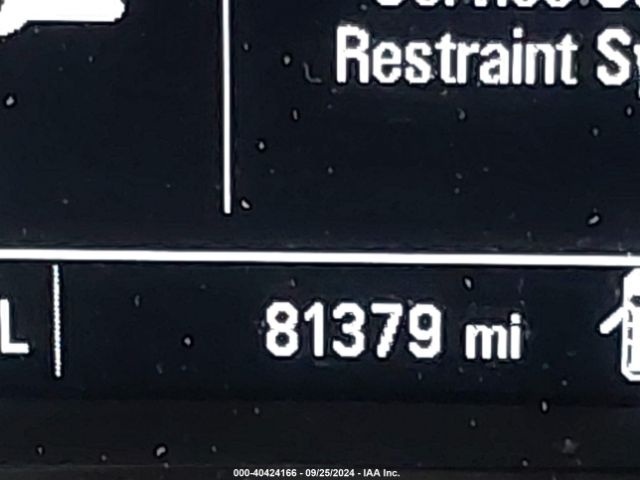 Restraint
L
81379 mi
000-40424166 - 09/25/2024 - IAA Inc.